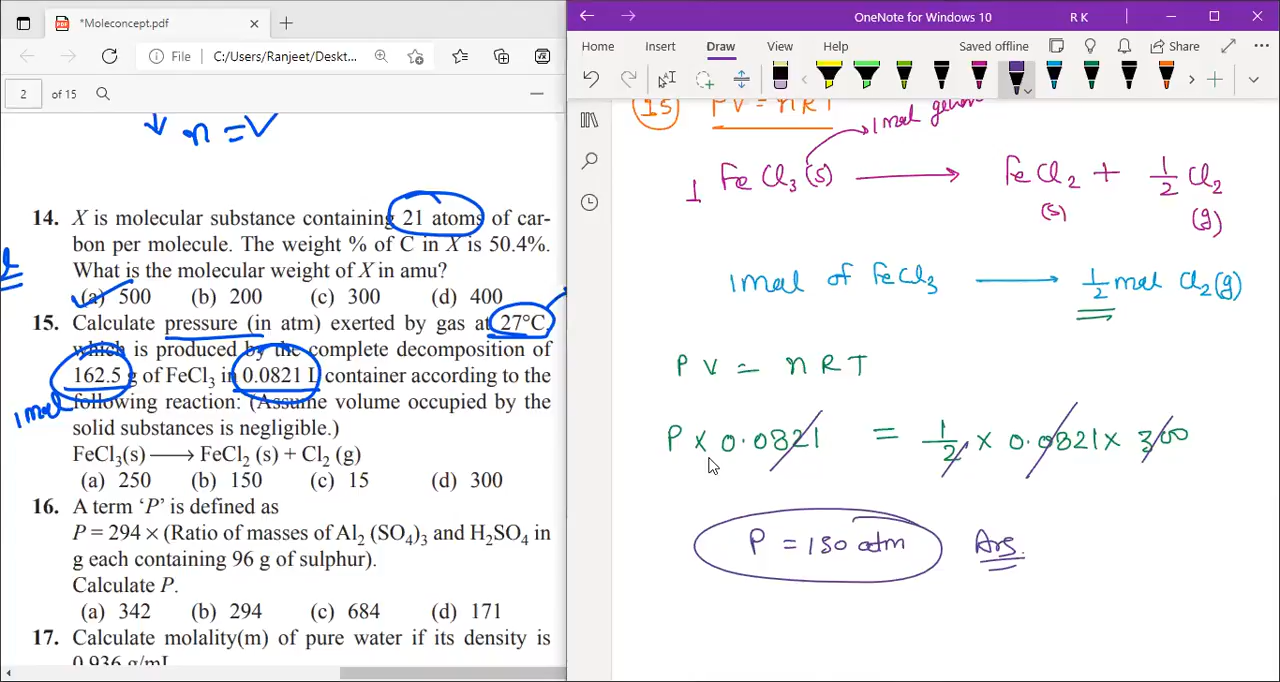 *Moleconcept.pdf
File
C:/Users/Ranjeet/Deskt...
2
of 15
n = V
14. X is molecular substance containing 21 atoms of car-
bon per molecule. The weight % of C in X is 50.4%.
What is the molecular weight of X in amu?
(a) 500 (b) 200 (c) 300 (d) 400
15. Calculate pressure (in atm) exerted by gas at 27°C,
which is produced by the complete decomposition of
162.5 g of FeCl3 in 0.0821 L container according to the
1 mol following reaction: (Assume volume occupied by the
solid substances is negligible.)
FeCl3(s) ⟶ FeCl2 (s) + Cl2 (g)
(a) 250 (b) 150 (c) 15 (d) 300
16. A term ‘P’ is defined as
P = 294 × (Ratio of masses of Al2 (SO4)3 and H2SO4 in
g each containing 96 g of sulphur).
Calculate P.
(a) 342 (b) 294 (c) 684 (d) 171
17. Calculate molality(m) of pure water if its density is
0.936 g/mL
OneNote for Windows 10
R K
Home Insert Draw View Help
Saved offline
Share
15 PV = nRT
1 mol
1 FeCl3(s) ⟶ FeCl2 + 1/2 Cl2
(s) (g)
1 mol of FeCl3 ⟶ 1/2 mol Cl2(g)
PV = nRT
P × 0.0821 = 1/2 × 0.0821 × 300
P = 150 atm Ans.